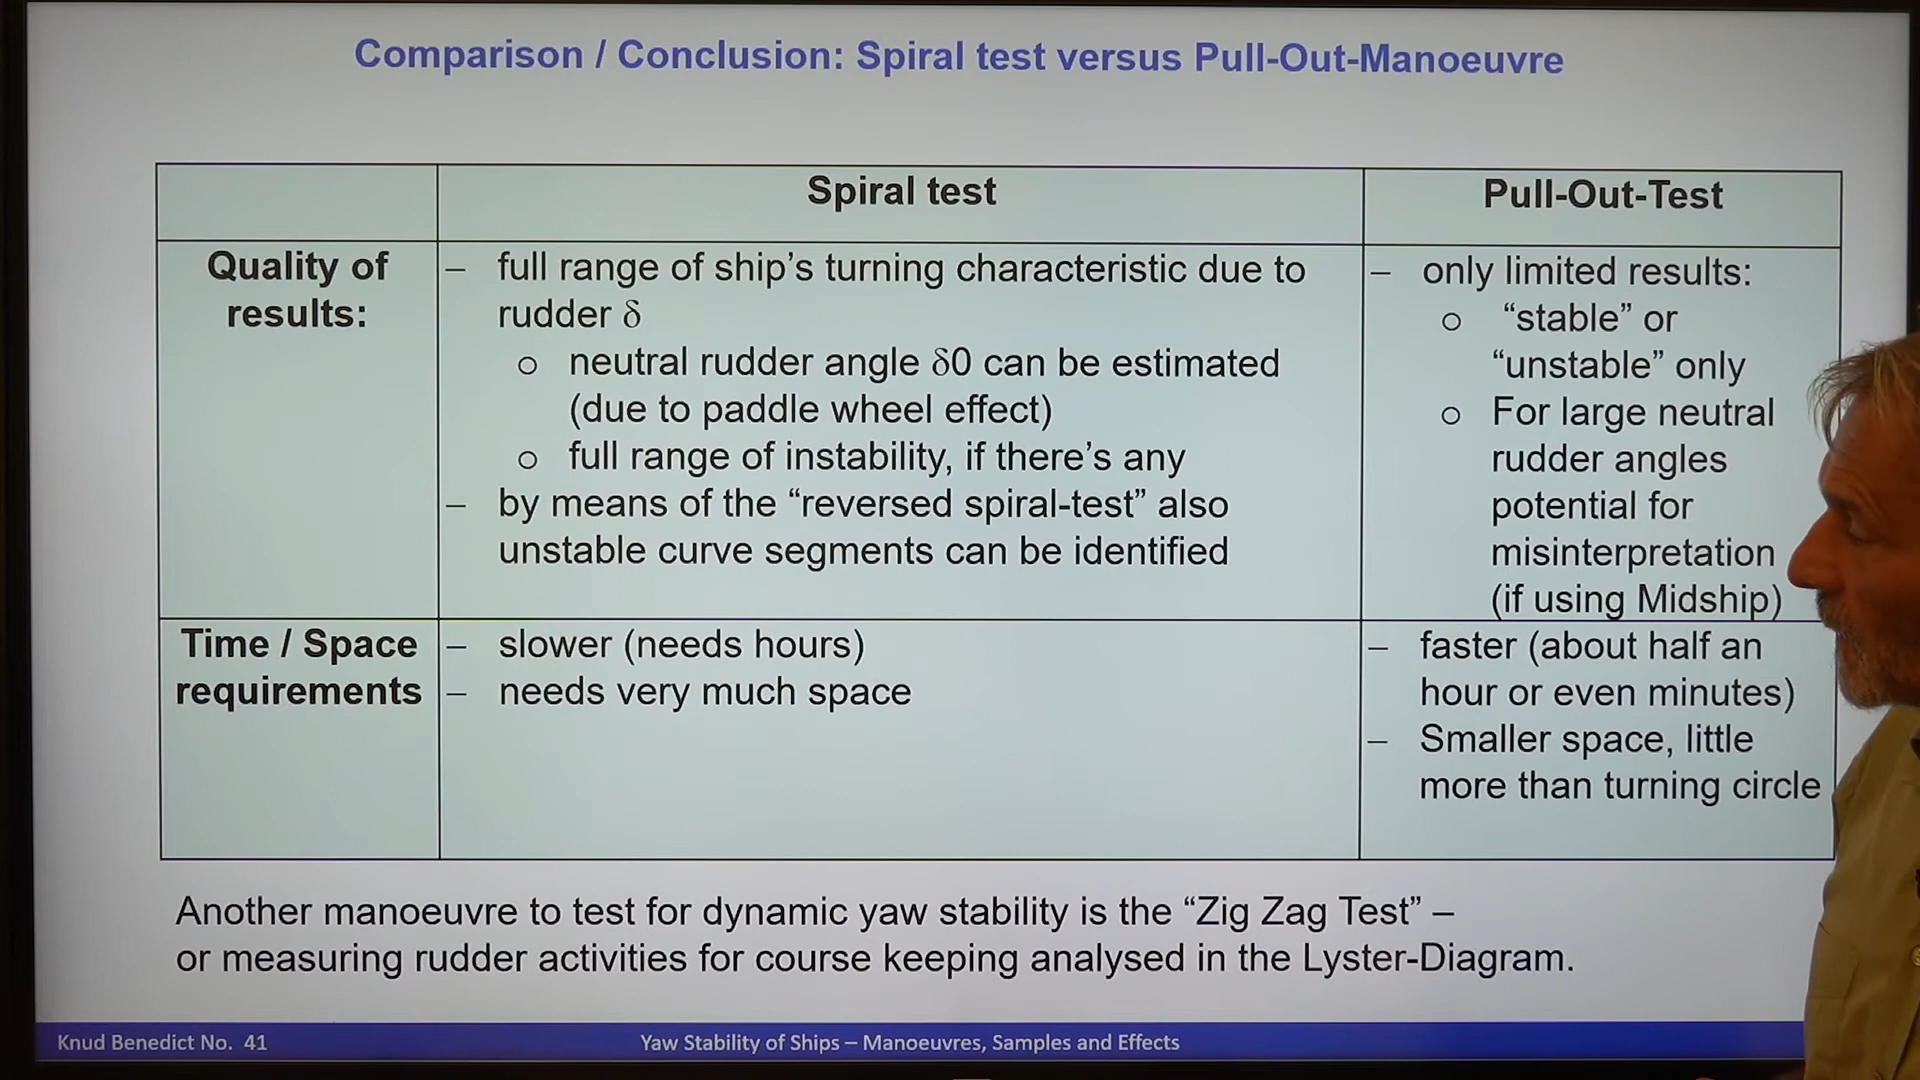 Comparison / Conclusion: Spiral test versus Pull-Out-Manoeuvre
Spiral test
Pull-Out-Test
Quality of
results:
– full range of ship's turning characteristic due to
rudder δ
o neutral rudder angle δ0 can be estimated
(due to paddle wheel effect)
o full range of instability, if there's any
– by means of the “reversed spiral-test” also
unstable curve segments can be identified
– only limited results:
o “stable” or
“unstable” only
o For large neutral
rudder angles
potential for
misinterpretation
(if using Midship)
Time / Space
requirements
– slower (needs hours)
– needs very much space
– faster (about half an
hour or even minutes)
– Smaller space, little
more than turning circle
Another manoeuvre to test for dynamic yaw stability is the “Zig Zag Test” –
or measuring rudder activities for course keeping analysed in the Lyster-Diagram.
Knud Benedict No. 41
Yaw Stability of Ships – Manoeuvres, Samples and Effects